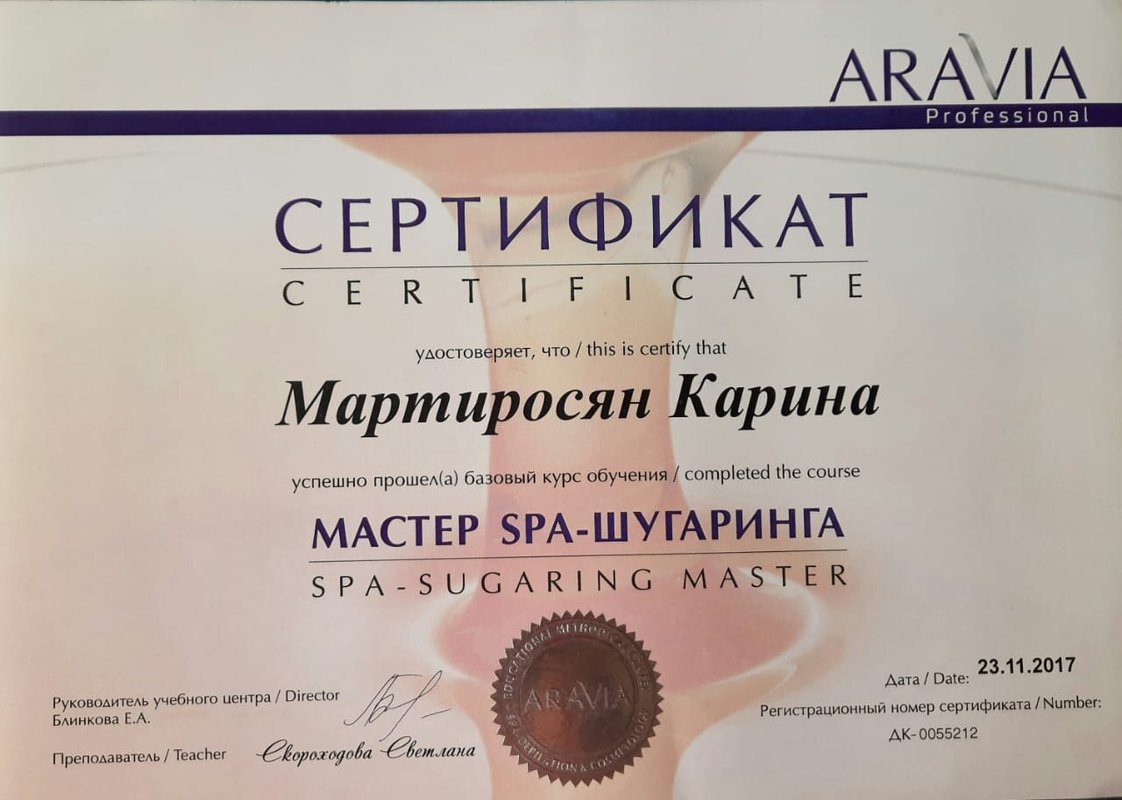 ARAVIA
Professional
СЕРТИФИКАТ
CERTIFICATE
удостоверяет, что / this is certify that
Мартиросян Карина
успешно прошел(а) базовый курс обучения / completed the course
МАСТЕР SPA-ШУГАРИНГА
SPA-SUGARING MASTER
EDUCATIONAL
ARAVIA
Руководитель учебного центра / Director
Блинкова Е.А.
Преподаватель / Teacher Скороходова Светлана
Дата / Date: 23.11.2017
Регистрационный номер сертификата / Number:
ДК-0055212